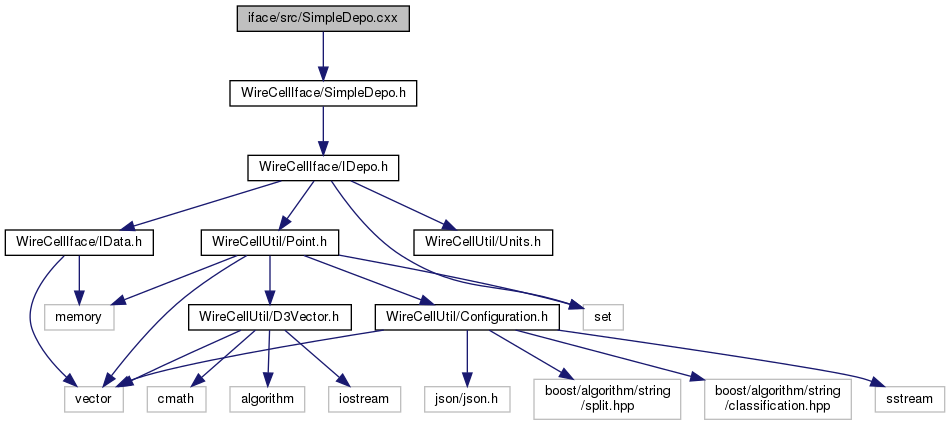 iface/src/SimpleDepo.cxx
WireCellIface/SimpleDepo.h
WireCellIface/IDepo.h
WireCellIface/IData.h
WireCellUtil/Point.h
WireCellUtil/Units.h
memory
WireCellUtil/D3Vector.h
WireCellUtil/Configuration.h
set
vector
cmath
algorithm
iostream
json/json.h
boost/algorithm/string
/split.hpp
boost/algorithm/string
/classification.hpp
sstream